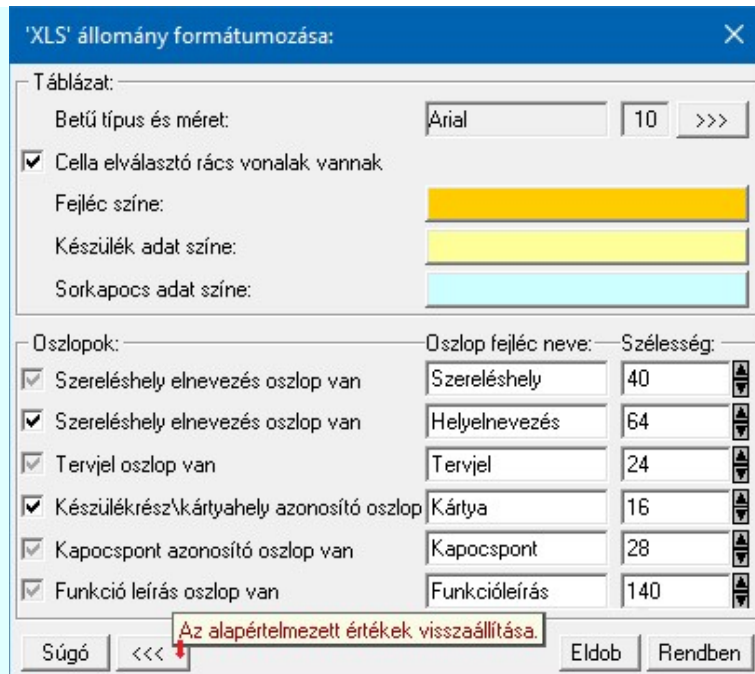 'XLS' állomány formátumozása:
Táblázat:
Betű típus és méret: Arial 10 >>>
Cella elválasztó rács vonalak vannak
Fejléc színe:
Készülék adat színe:
Sorkapocs adat színe:
Oszlopok: Oszlop fejléc neve: Szélesség:
Szereléshely elnevezés oszlop van Szereléshely 40
Szereléshely elnevezés oszlop van Helyelnevezés 64
Tervjel oszlop van Tervjel 24
Készülékrész\kártyahely azonosító oszlop Kártya 16
Kapocspont azonosító oszlop van Kapocspont 28
Funkció leírás oszlop van Funkcióleírás 140
Az alapértelmezett értékek visszaállítása.
Súgó <<< Eldob Rendben